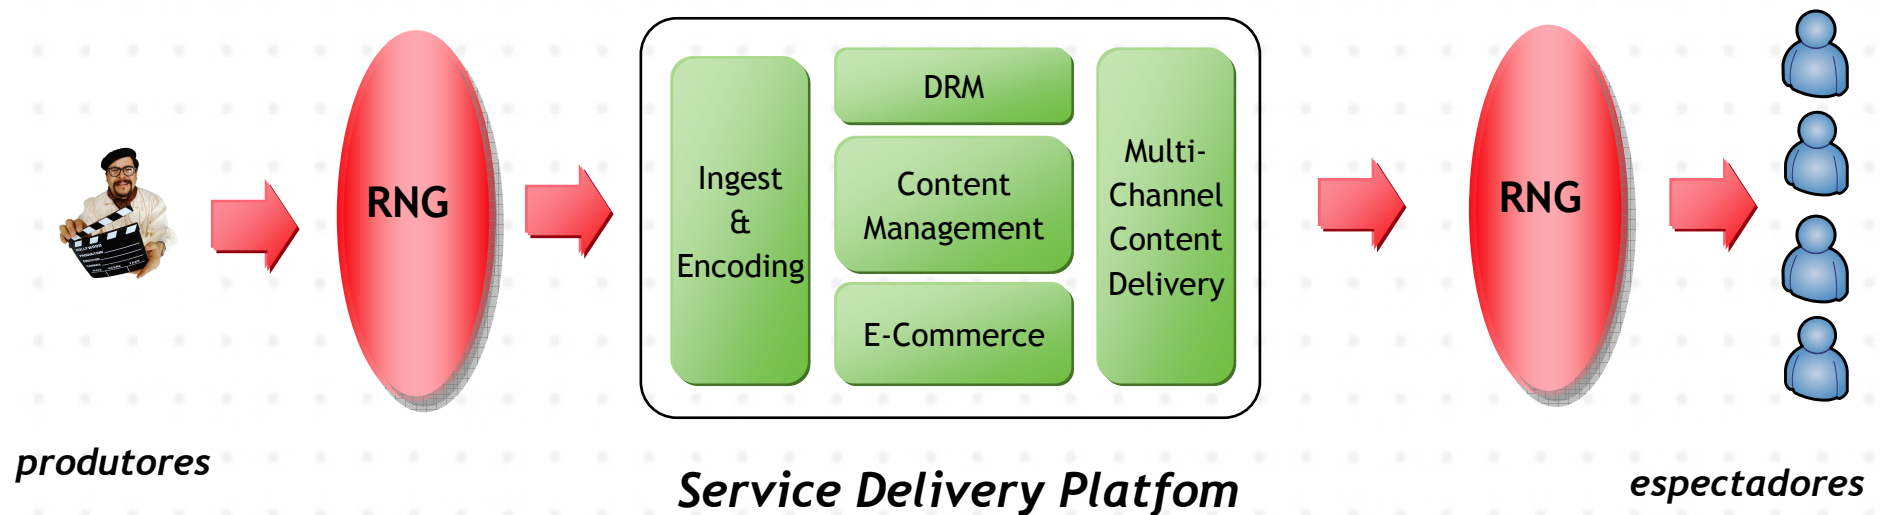 RNG
Ingest
&
Encoding
DRM
Content
Management
E-Commerce
Multi-
Channel
Content
Delivery
RNG
produtores
Service Delivery Platfom
espectadores